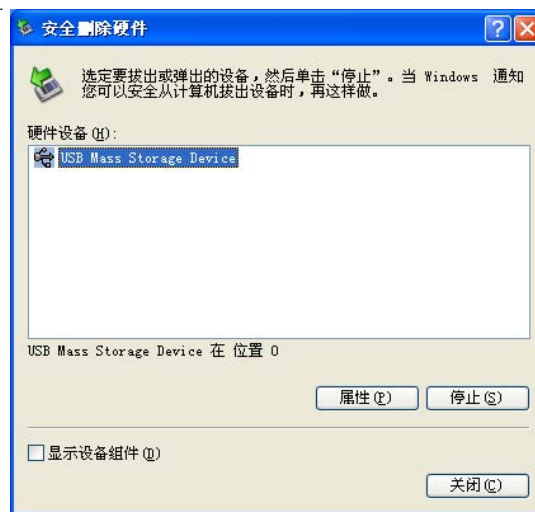 安全删除硬件
选定要拔出或弹出的设备，然后单击“停止”。当 Windows 通知
您可以安全从计算机拔出设备时，再这样做。
硬件设备(H):
USB Mass Storage Device
USB Mass Storage Device 在 位置 0
属性(P) 停止(S)
显示设备组件(D)
关闭(C)